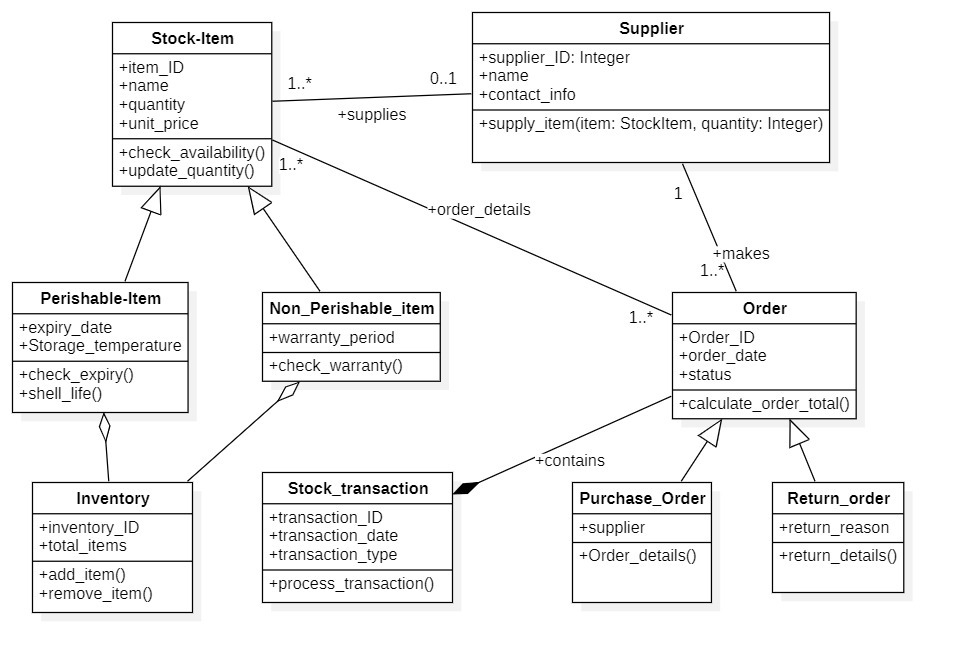 Stock-Item
+item_ID
+name
+quantity
+unit_price
+check_availability()
+update_quantity()
Supplier
+supplier_ID: Integer
+name
+contact_info
+supply_item(item: StockItem, quantity: Integer)
1..*
0..1
+supplies
1..*
+order_details
1..*
1
+makes
1..*
Perishable-Item
+expiry_date
+Storage_temperature
+check_expiry()
+shell_life()
Non_Perishable_item
+warranty_period
+check_warranty()
Order
+Order_ID
+order_date
+status
+calculate_order_total()
+contains
Inventory
+inventory_ID
+total_items
+add_item()
+remove_item()
Stock_transaction
+transaction_ID
+transaction_date
+transaction_type
+process_transaction()
Purchase_Order
+supplier
+Order_details()
Return_order
+return_reason
+return_details()